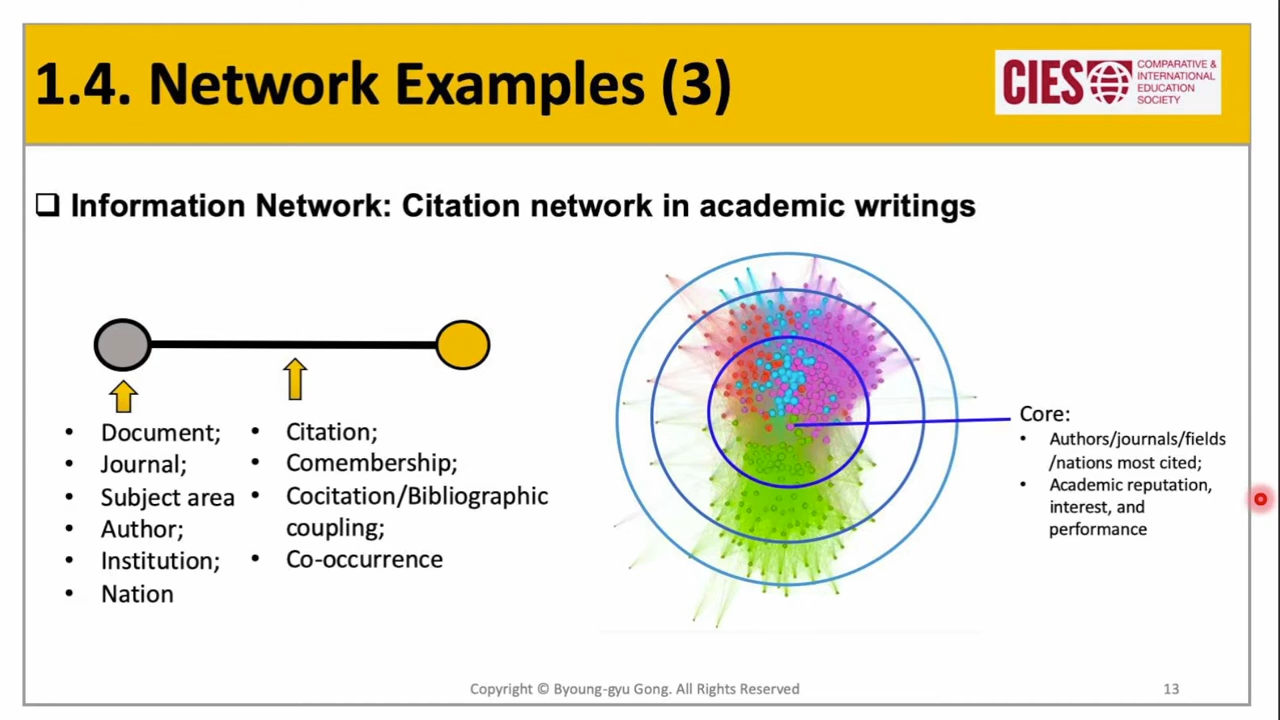 1.4. Network Examples (3)
CIES
COMPARATIVE &
INTERNATIONAL
EDUCATION
SOCIETY
❑ Information Network: Citation network in academic writings
• Document;
• Journal;
• Subject area
• Author;
• Institution;
• Nation
• Citation;
• Comembership;
• Cocitation/Bibliographic
coupling;
• Co-occurrence
Core:
• Authors/journals/fields
/nations most cited;
• Academic reputation,
interest, and
performance
Copyright © Byoung-gyu Gong. All Rights Reserved
13